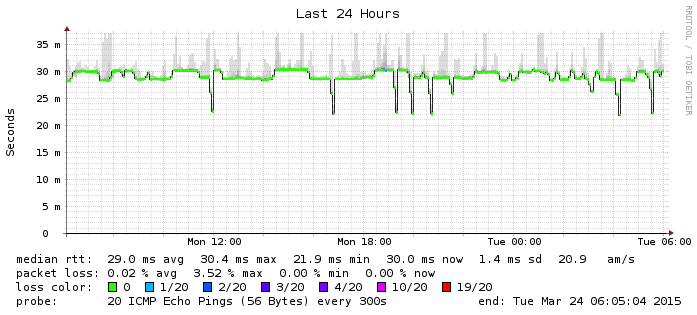 Last 24 Hours
RRDTOOL / TOBI OETIKER
Seconds
35 m
30 m
25 m
20 m
15 m
10 m
5 m
0
Mon 12:00 Mon 18:00 Tue 00:00 Tue 06:00
median rtt: 29.0 ms avg 30.4 ms max 21.9 ms min 30.0 ms now 1.4 ms sd 20.9 am/s
packet loss: 0.02 % avg 3.52 % max 0.00 % min 0.00 % now
loss color: 0 1/20 2/20 3/20 4/20 10/20 19/20
probe: 20 ICMP Echo Pings (56 Bytes) every 300s end: Tue Mar 24 06:05:04 2015